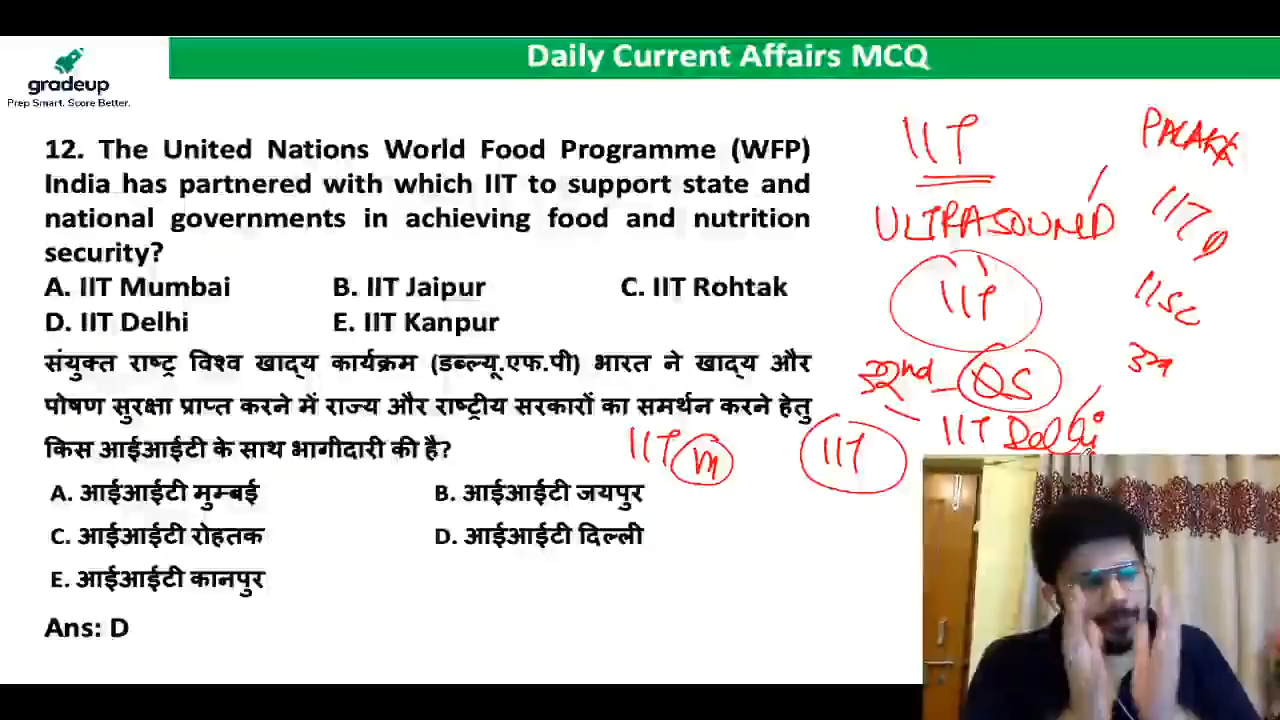 gradeup
Prep Smart. Score Better.
Daily Current Affairs MCQ
12. The United Nations World Food Programme (WFP)
India has partnered with which IIT to support state and
national governments in achieving food and nutrition
security?
A. IIT Mumbai B. IIT Jaipur C. IIT Rohtak
D. IIT Delhi E. IIT Kanpur
संयुक्त राष्ट्र विश्व खाद्य कार्यक्रम (डब्ल्यू.एफ.पी) भारत ने खाद्य और
पोषण सुरक्षा प्राप्त करने में राज्य और राष्ट्रीय सरकारों का समर्थन करने हेतु
किस आईआईटी के साथ भागीदारी की है?
A. आईआईटी मुम्बई B. आईआईटी जयपुर
C. आईआईटी रोहतक D. आईआईटी दिल्ली
E. आईआईटी कानपुर
Ans: D
IIT
ULTRASOUND
IIT
32nd QS
IIT Delhi
IIT M
IIT
IIT D
IISC